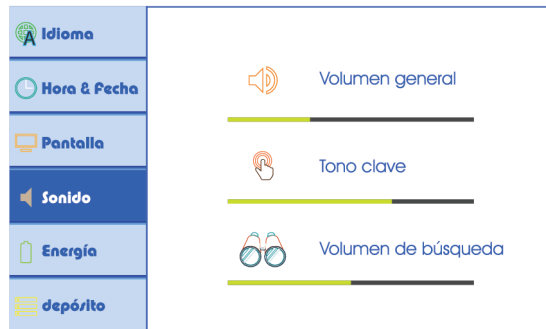 Idioma
Hora & Fecha
Pantalla
Sonido
Energía
depósito
Volumen general
Tono clave
Volumen de búsqueda